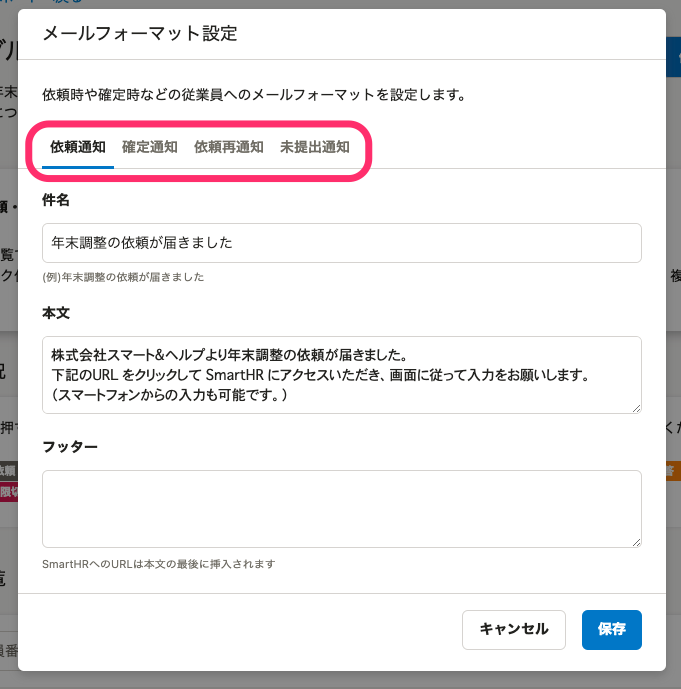 メールフォーマット設定
依頼時や確定時などの従業員へのメールフォーマットを設定します。
依頼通知 確定通知 依頼再通知 未提出通知
件名
年末調整の依頼が届きました
(例)年末調整の依頼が届きました
本文
株式会社スマート&ヘルプより年末調整の依頼が届きました。
下記のURL をクリックして SmartHR にアクセスいただき、画面に従って入力をお願いします。
（スマートフォンからの入力も可能です。）
フッター
SmartHRへのURLは本文の最後に挿入されます
キャンセル 保存